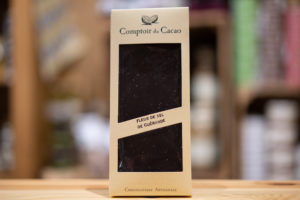 Comptoir du Cacao
FLEUR DE SEL
DE GUÉRANDE
Chocolaterie Artisanale